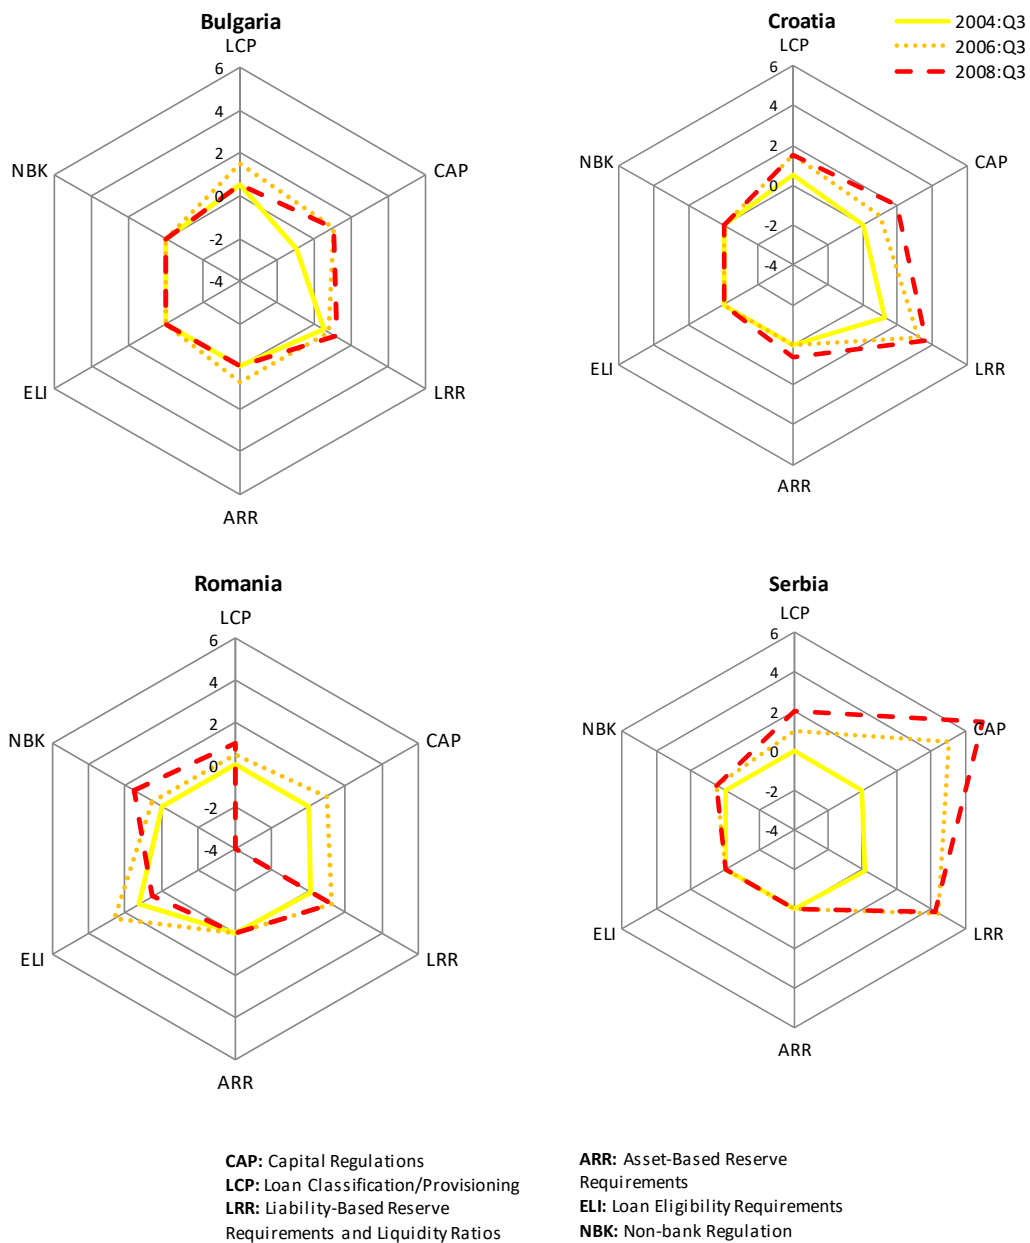 Bulgaria
LCP
6
4
2
0
-2
-4
NBK
CAP
ELI
LRR
ARR
Croatia
LCP
6
4
2
0
-2
-4
NBK
CAP
ELI
LRR
ARR
2004:Q3
2006:Q3
2008:Q3
Romania
LCP
6
4
2
0
-2
-4
NBK
CAP
ELI
LRR
ARR
Serbia
LCP
6
4
2
0
-2
-4
NBK
CAP
ELI
LRR
ARR
CAP: Capital Regulations
LCP: Loan Classification/Provisioning
LRR: Liability-Based Reserve
Requirements and Liquidity Ratios
ARR: Asset-Based Reserve
Requirements
ELI: Loan Eligibility Requirements
NBK: Non-bank Regulation